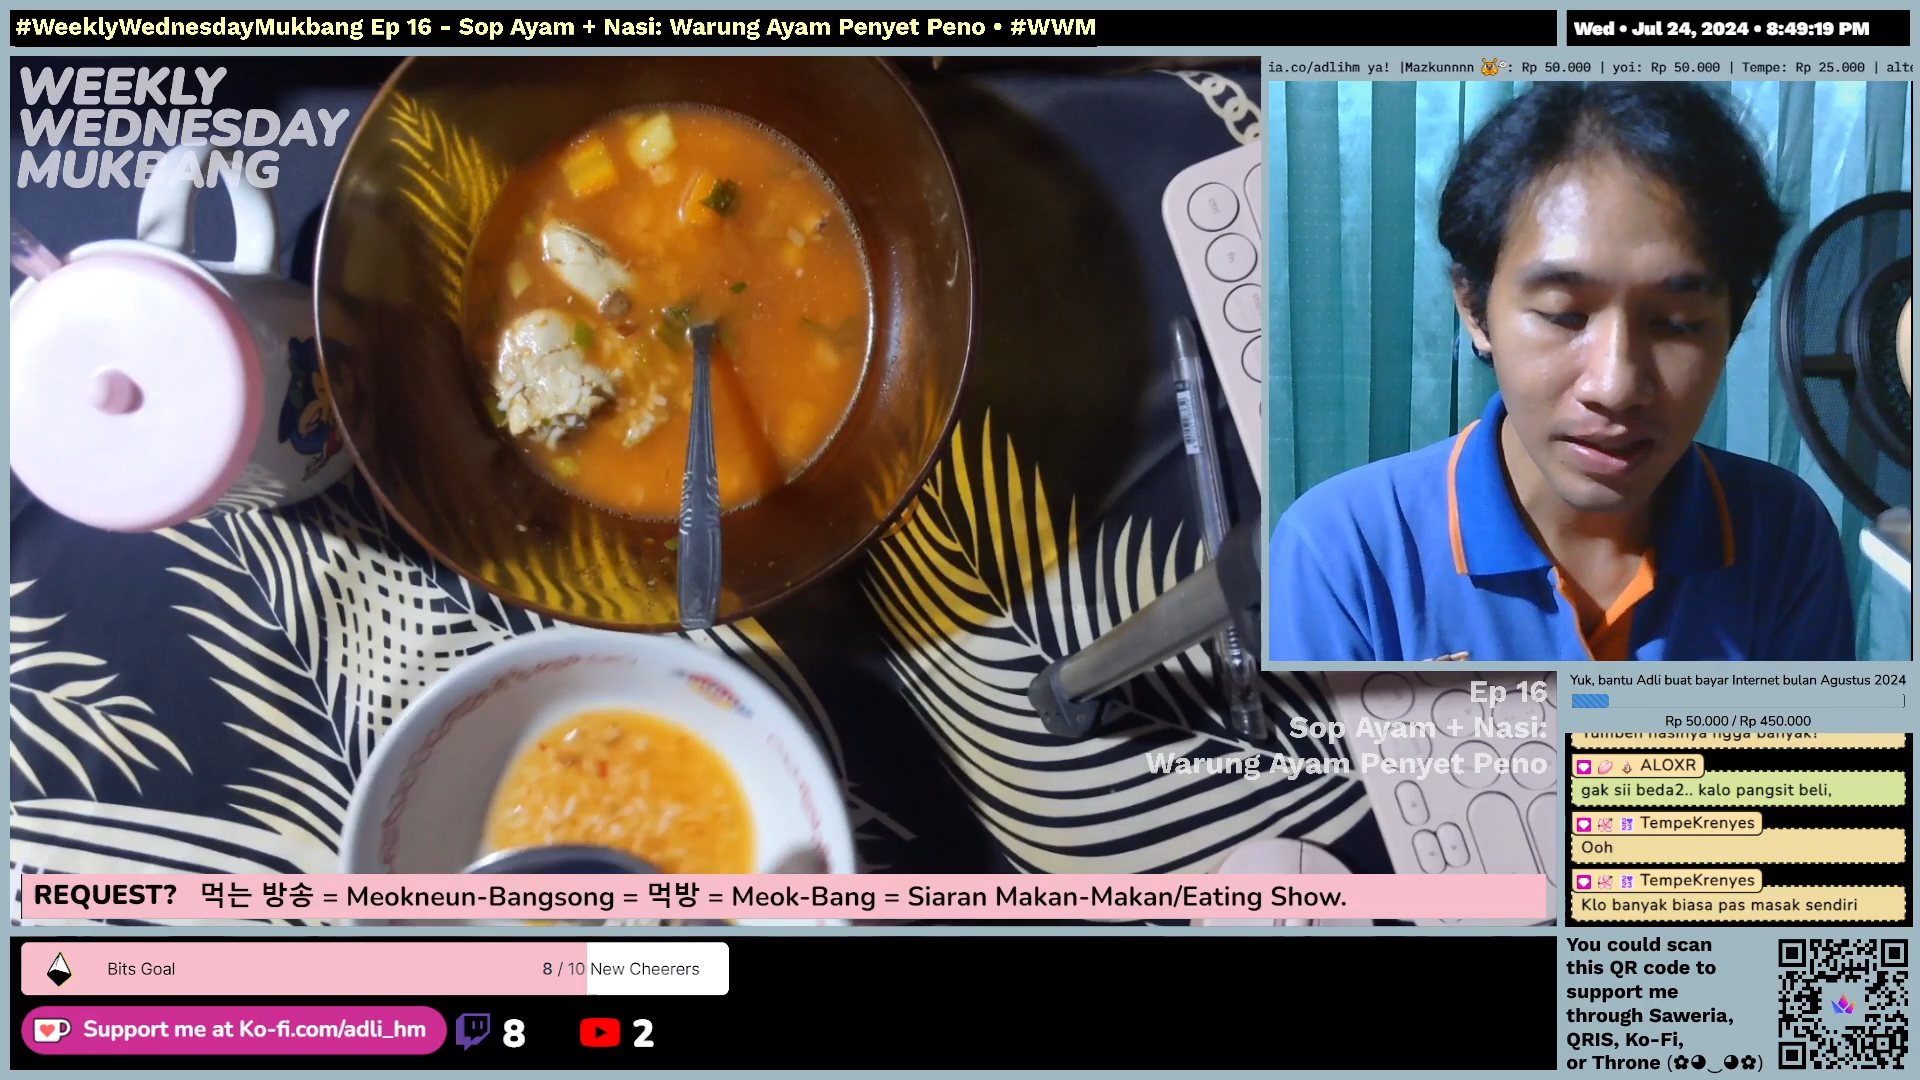 #WeeklyWednesdayMukbang Ep 16 - Sop Ayam + Nasi: Warung Ayam Penyet Peno • #WWM
Wed • Jul 24, 2024 • 8:49:19 PM
ia.co/adlihm ya! |Mazkunnnn : Rp 50.000 | yoi: Rp 50.000 | Tempe: Rp 25.000 |
WEEKLY
WEDNESDAY
MUKBANG
ctrl
Ep 16
Sop Ayam + Nasi:
Warung Ayam Penyet Peno
Yuk, bantu Adli buat bayar Internet bulan Agustus 2024
Rp 50.000 / Rp 450.000
Tumben nasinya ngga banyak?
ALOXR
gak sii beda2.. kalo pangsit beli,
TempeKrenyes
Ooh
TempeKrenyes
Klo banyak biasa pas masak sendiri
REQUEST? 먹는 방송 = Meokneun-Bangsong = 먹방 = Meok-Bang = Siaran Makan-Makan/Eating Show.
Bits Goal
8 / 10 New Cheerers
Support me at Ko-fi.com/adli_hm
8
2
You could scan
this QR code to
support me
through Saweria,
QRIS, Ko-Fi,
or Throne (✿◕‿◕✿)